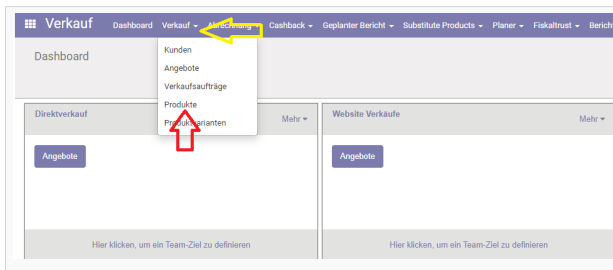 Verkauf Dashboard Verkauf Abrechnung Cashback Geplanter Bericht Substitute Products Planer Fiskaltrust
Dashboard
Kunden
Angebote
Verkaufsaufträge
Produkte
Produktvarianten
Direktverkauf Mehr
Website Verkäufe Mehr
Angebote
Angebote
Hier klicken, um ein Team-Ziel zu definieren
Hier klicken, um ein Team-Ziel zu definieren